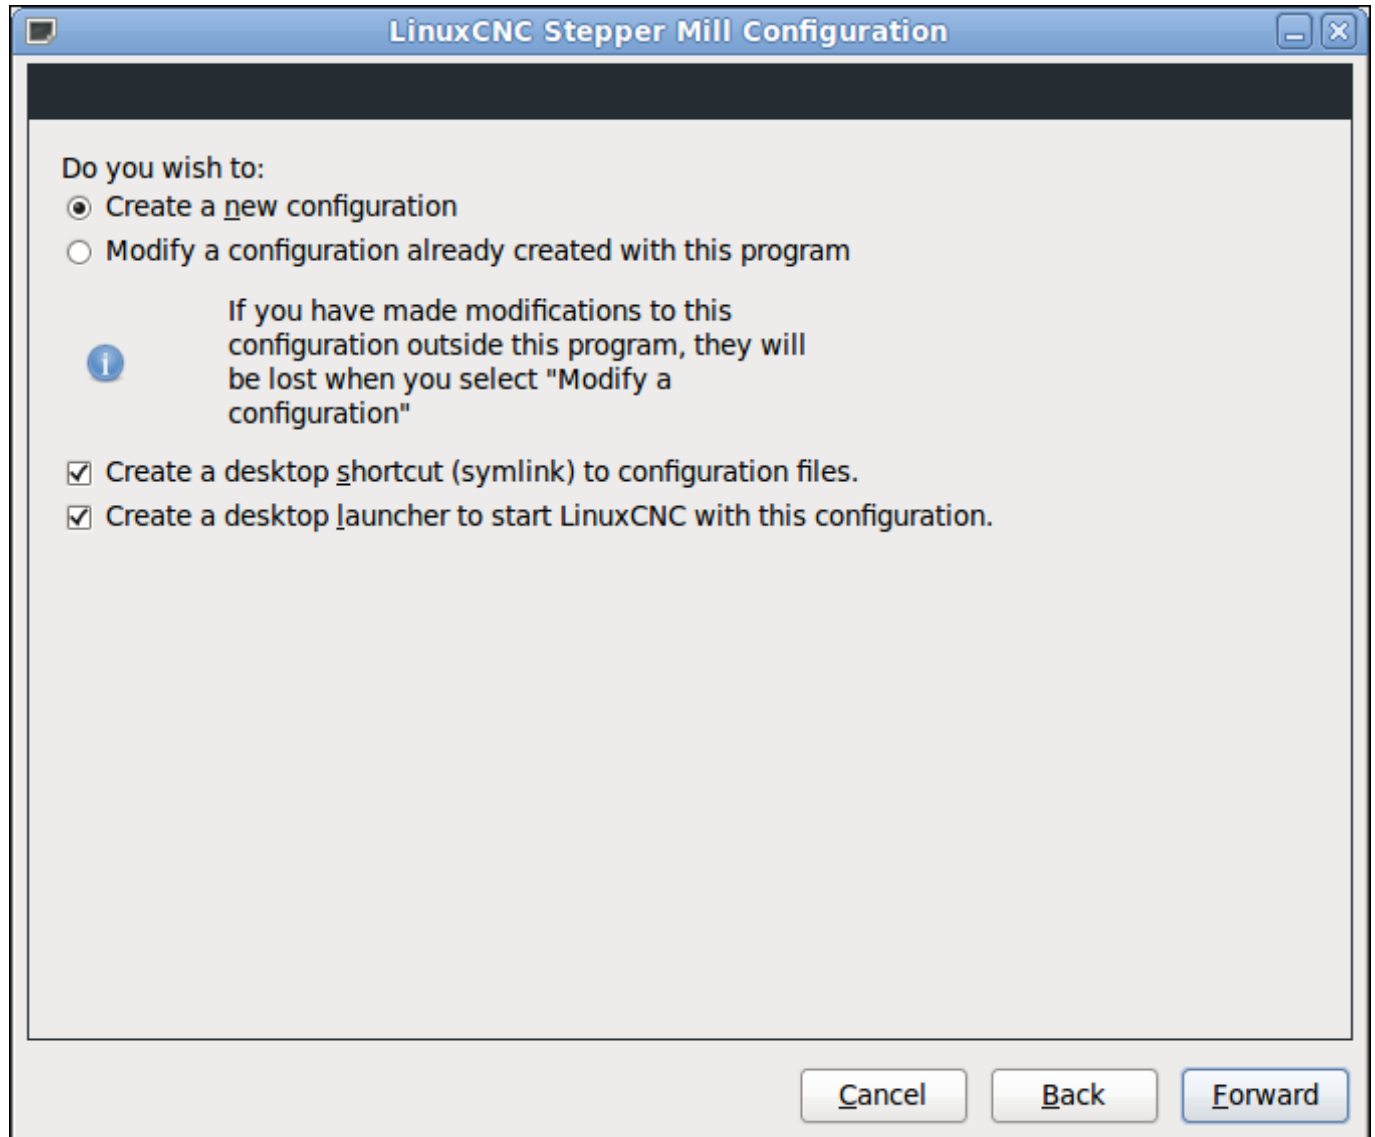 LinuxCNC Stepper Mill Configuration
Do you wish to:
Create a new configuration
Modify a configuration already created with this program
If you have made modifications to this
configuration outside this program, they will
be lost when you select "Modify a
configuration"
Create a desktop shortcut (symlink) to configuration files.
Create a desktop launcher to start LinuxCNC with this configuration.
Cancel
Back
Forward